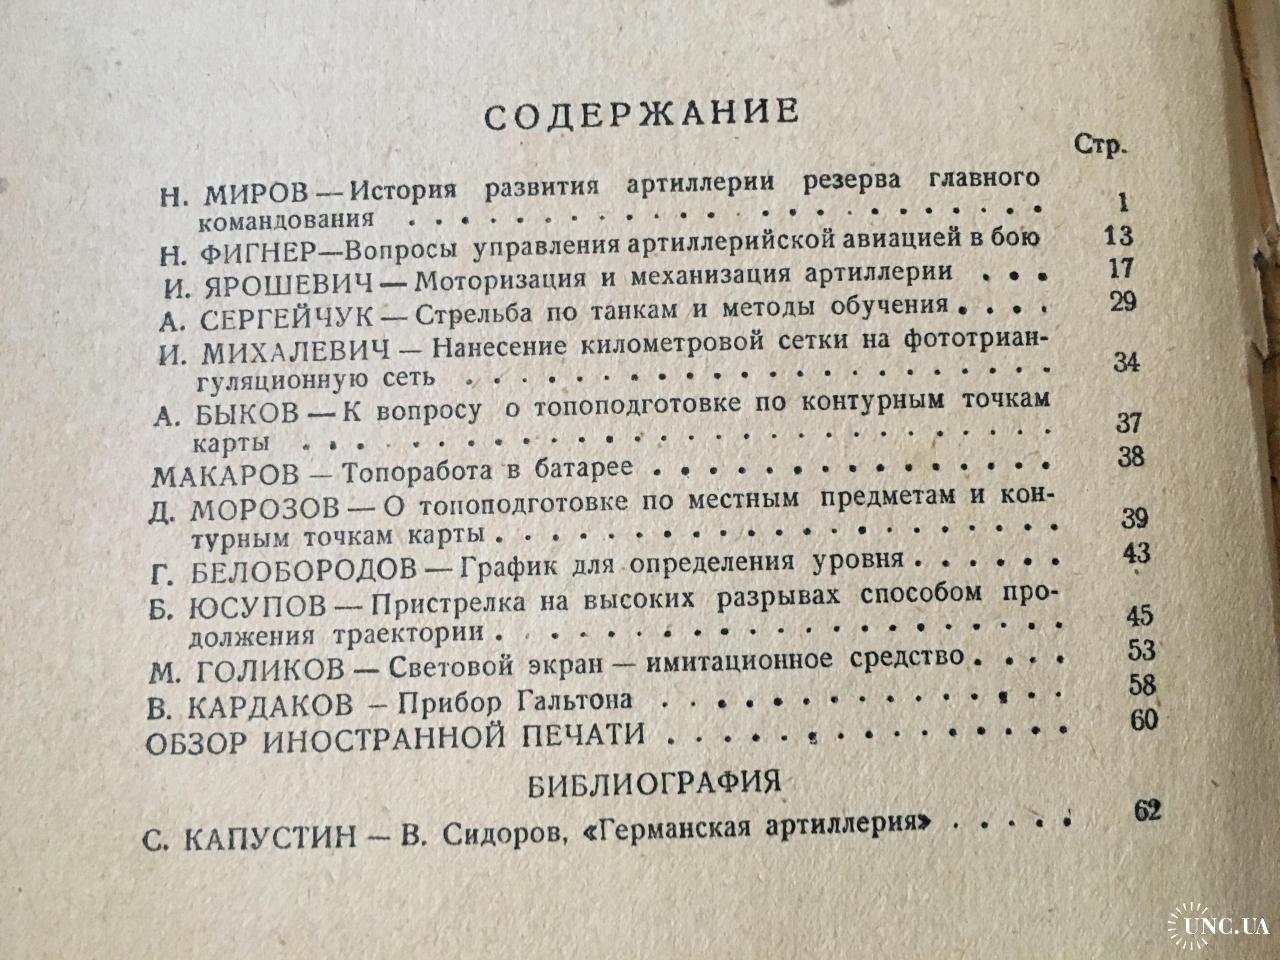 СОДЕРЖАНИЕ
Стр.
Н. МИРОВ — История развития артиллерии резерва главного
командования . . . . . . . . . . . . . . . . . . . . . . . . 1
Н. ФИГНЕР—Вопросы управления артиллерийской авиацией в бою 13
И. ЯРОШЕВИЧ — Моторизация и механизация артиллерии . . . 17
А. СЕРГЕЙЧУК — Стрельба по танкам и методы обучения . . . . 29
И. МИХАЛЕВИЧ — Нанесение километровой сетки на фототриан-
гуляционную сеть . . . . . . . . . . . . . . . . . . . . . . 34
А. БЫКОВ — К вопросу о топоподготовке по контурным точкам
карты . . . . . . . . . . . . . . . . . . . . . . . . . . . . 37
МАКАРОВ — Топоработа в батарее . . . . . . . . . . . . . . . 38
Д. МОРОЗОВ — О топоподготовке по местным предметам и кон-
турным точкам карты . . . . . . . . . . . . . . . . . . . . . 39
Г. БЕЛОБОРОДОВ — График для определения уровня . . . . . . 43
Б. ЮСУПОВ — Пристрелка на высоких разрывах способом про-
должения траектории . . . . . . . . . . . . . . . . . . . . . 45
М. ГОЛИКОВ — Световой экран — имитационное средство . . . . 53
В. КАРДАКОВ — Прибор Гальтона . . . . . . . . . . . . . . . 58
ОБЗОР ИНОСТРАННОЙ ПЕЧАТИ . . . . . . . . . . . . . . . 60
БИБЛИОГРАФИЯ
С. КАПУСТИН — В. Сидоров, «Германская артиллерия» . . . . . 62
UNC.UA